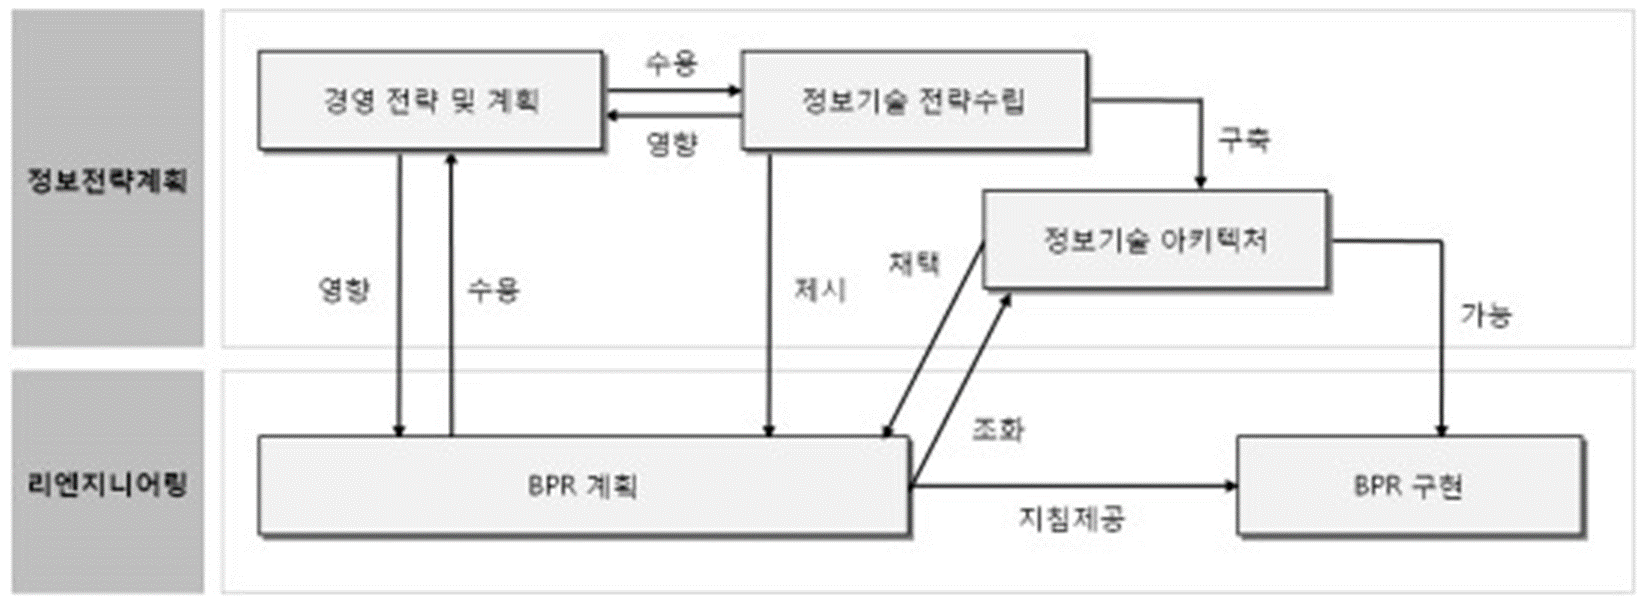 정보전략계획
경영 전략 및 계획
수용
영향
정보기술 전략수립
구축
정보기술 아키텍처
영향
수용
제시
채택
조화
가능
리엔지니어링
BPR 계획
지침제공
BPR 구현